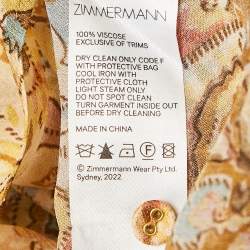 ZIMMERMANN
100% VISCOSE
EXCLUSIVE OF TRIMS
DRY CLEAN ONLY CODE F
WITH PROTECTIVE BAG
COOL IRON WITH
PROTECTIVE CLOTH
LIGHT STEAM ONLY
DO NOT SPOT CLEAN
TURN GARMENT INSIDE OUT
BEFORE DRY CLEANING
MADE IN CHINA
© Zimmermann Wear Pty Ltd.
Sydney, 2022